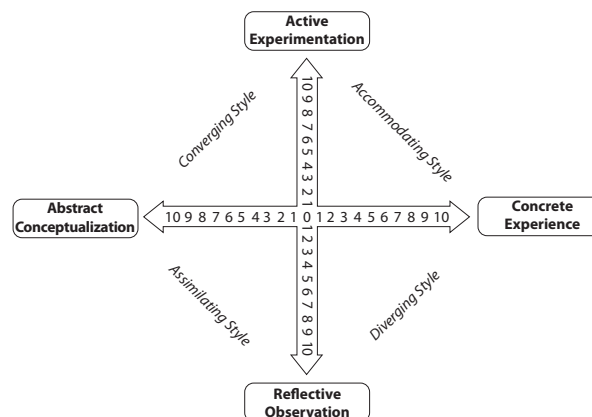 Active
Experimentation
Converging Style
Accommodating Style
10
9
8
7
6
5
4
3
2
1
Abstract
Conceptualization
10 9 8 7 6 5 4 3 2 1 0 1 2 3 4 5 6 7 8 9 10
Concrete
Experience
1
2
3
4
5
6
7
8
9
10
Assimilating Style
Diverging Style
Reflective
Observation